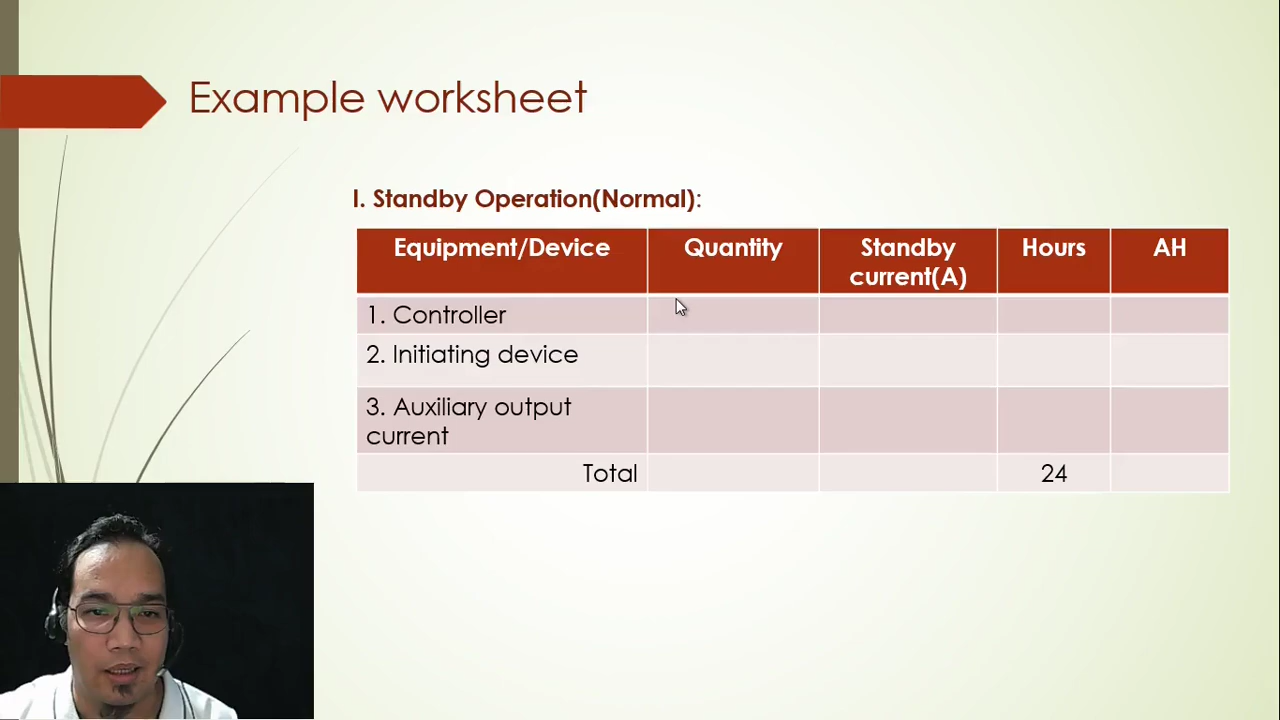 Example worksheet
I. Standby Operation(Normal):
Equipment/Device Quantity Standby current(A) Hours AH
1. Controller
2. Initiating device
3. Auxiliary output
current
Total 24